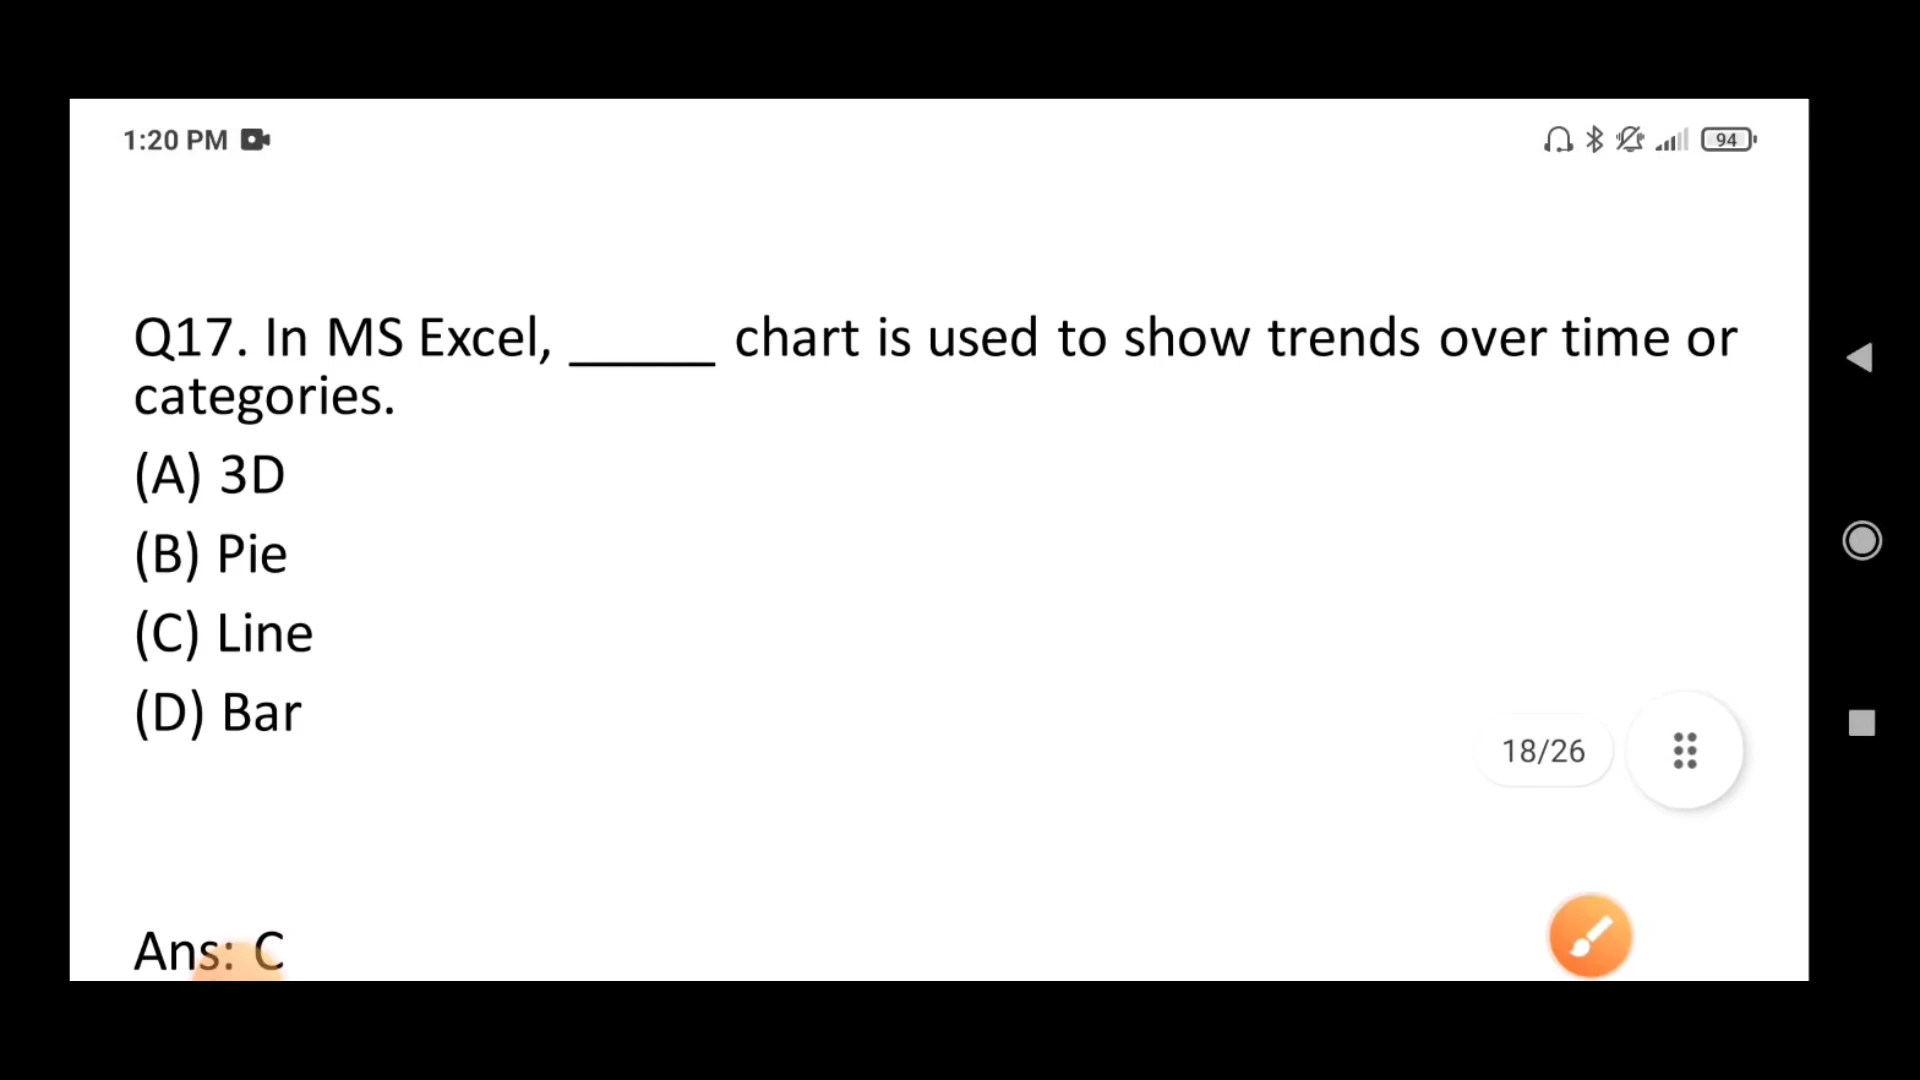 1:20 PM
94
Q17. In MS Excel, _____ chart is used to show trends over time or
categories.
(A) 3D
(B) Pie
(C) Line
(D) Bar
18/26
Ans: C